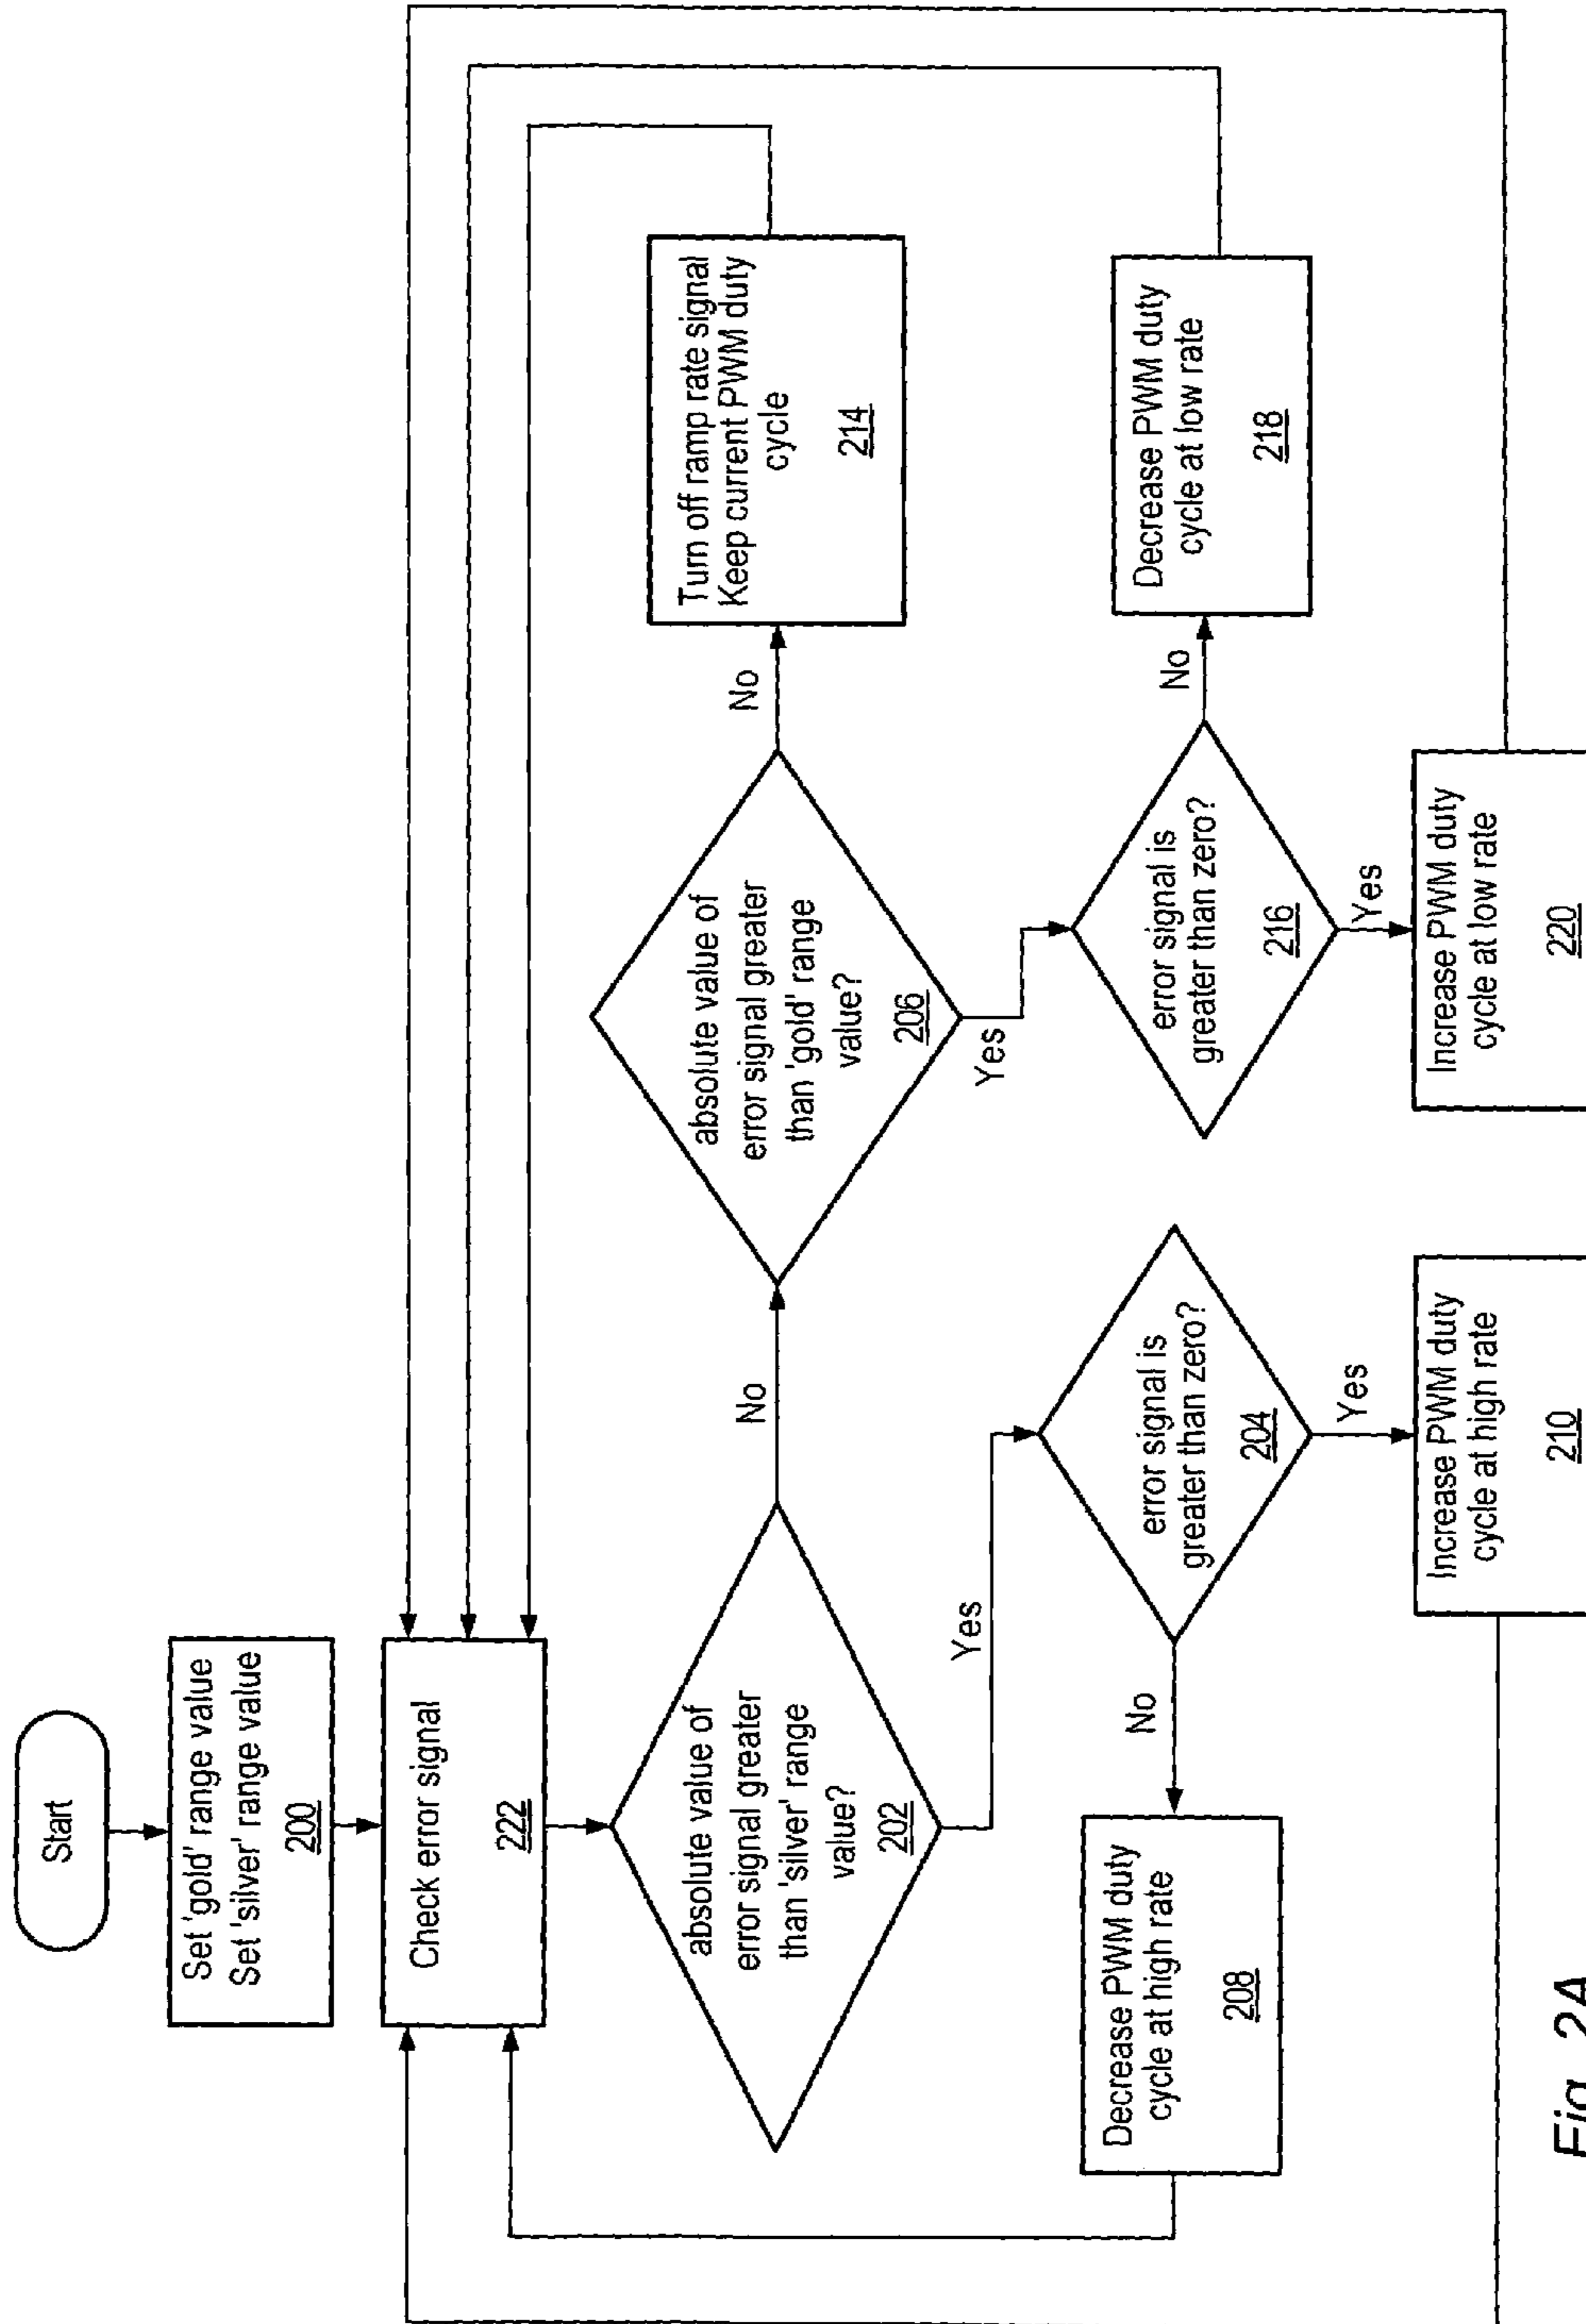 Start
Set 'gold' range value
Set 'silver' range value
200
Check error signal
222
absolute value of
error signal greater
than 'silver' range
value?
202
No
Yes
absolute value of
error signal greater
than 'gold' range
value?
206
No
Yes
Turn off ramp rate signal
Keep current PWM duty
cycle
214
error signal is
greater than zero?
204
No
Yes
Decrease PWM duty
cycle at high rate
208
Increase PWM duty
cycle at high rate
210
error signal is
greater than zero?
216
No
Yes
Decrease PWM duty
cycle at low rate
218
Increase PWM duty
cycle at low rate
220
Fig. 2A